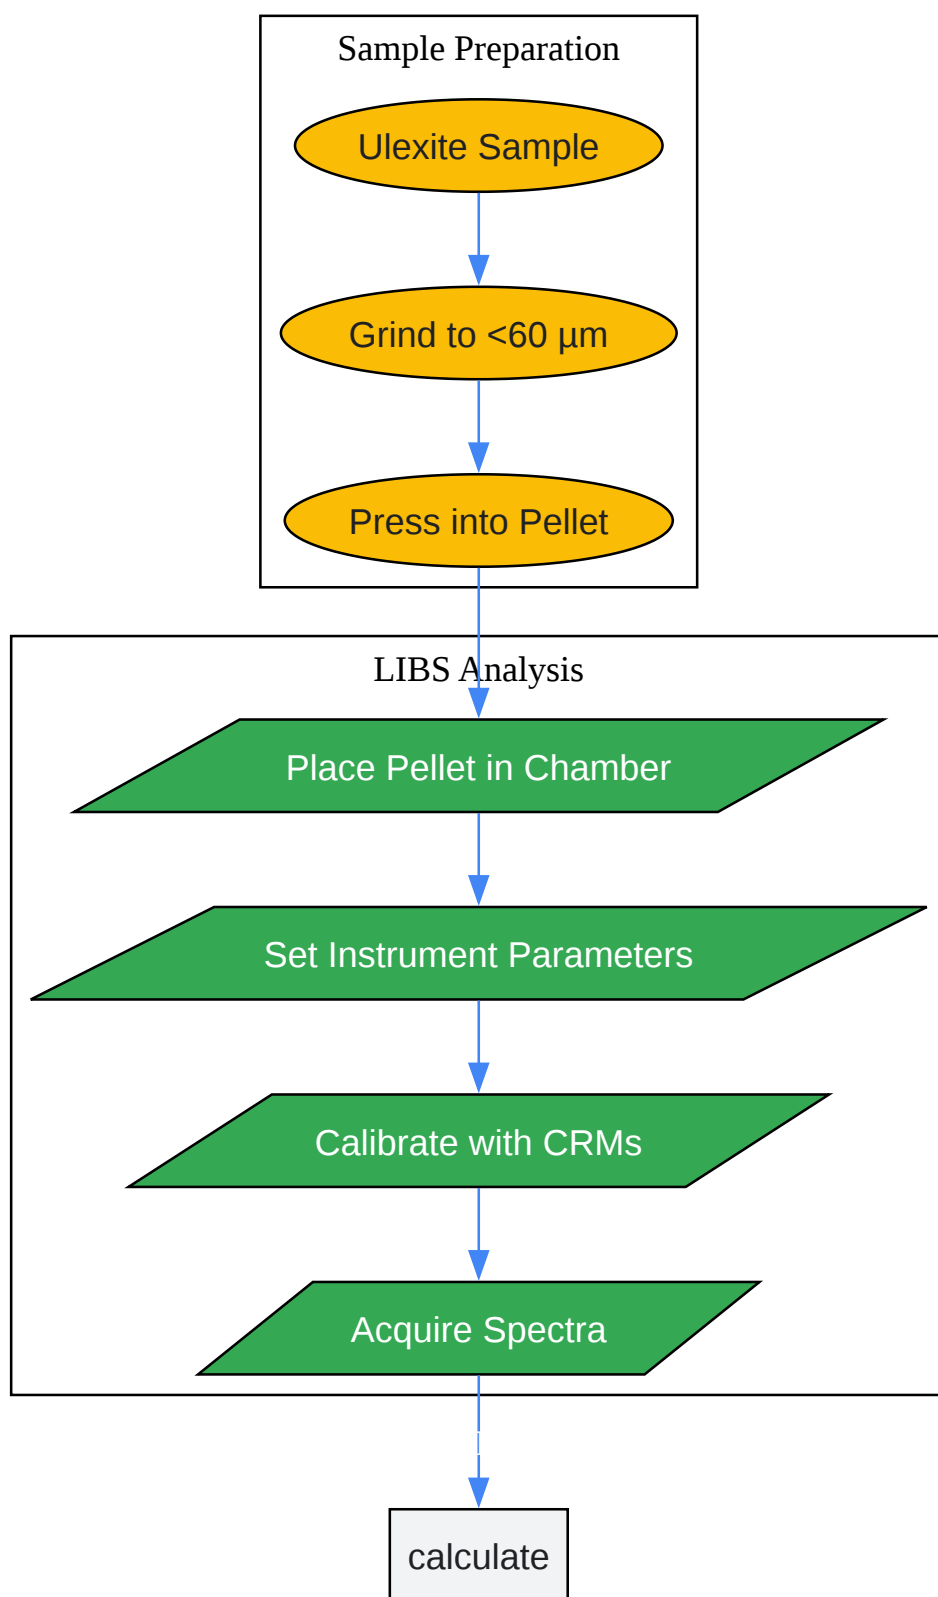 Sample Preparation
Ulexite Sample
Grind to <60 µm
Press into Pellet
LIBS Analysis
Place Pellet in Chamber
Set Instrument Parameters
Calibrate with CRMs
Acquire Spectra
calculate